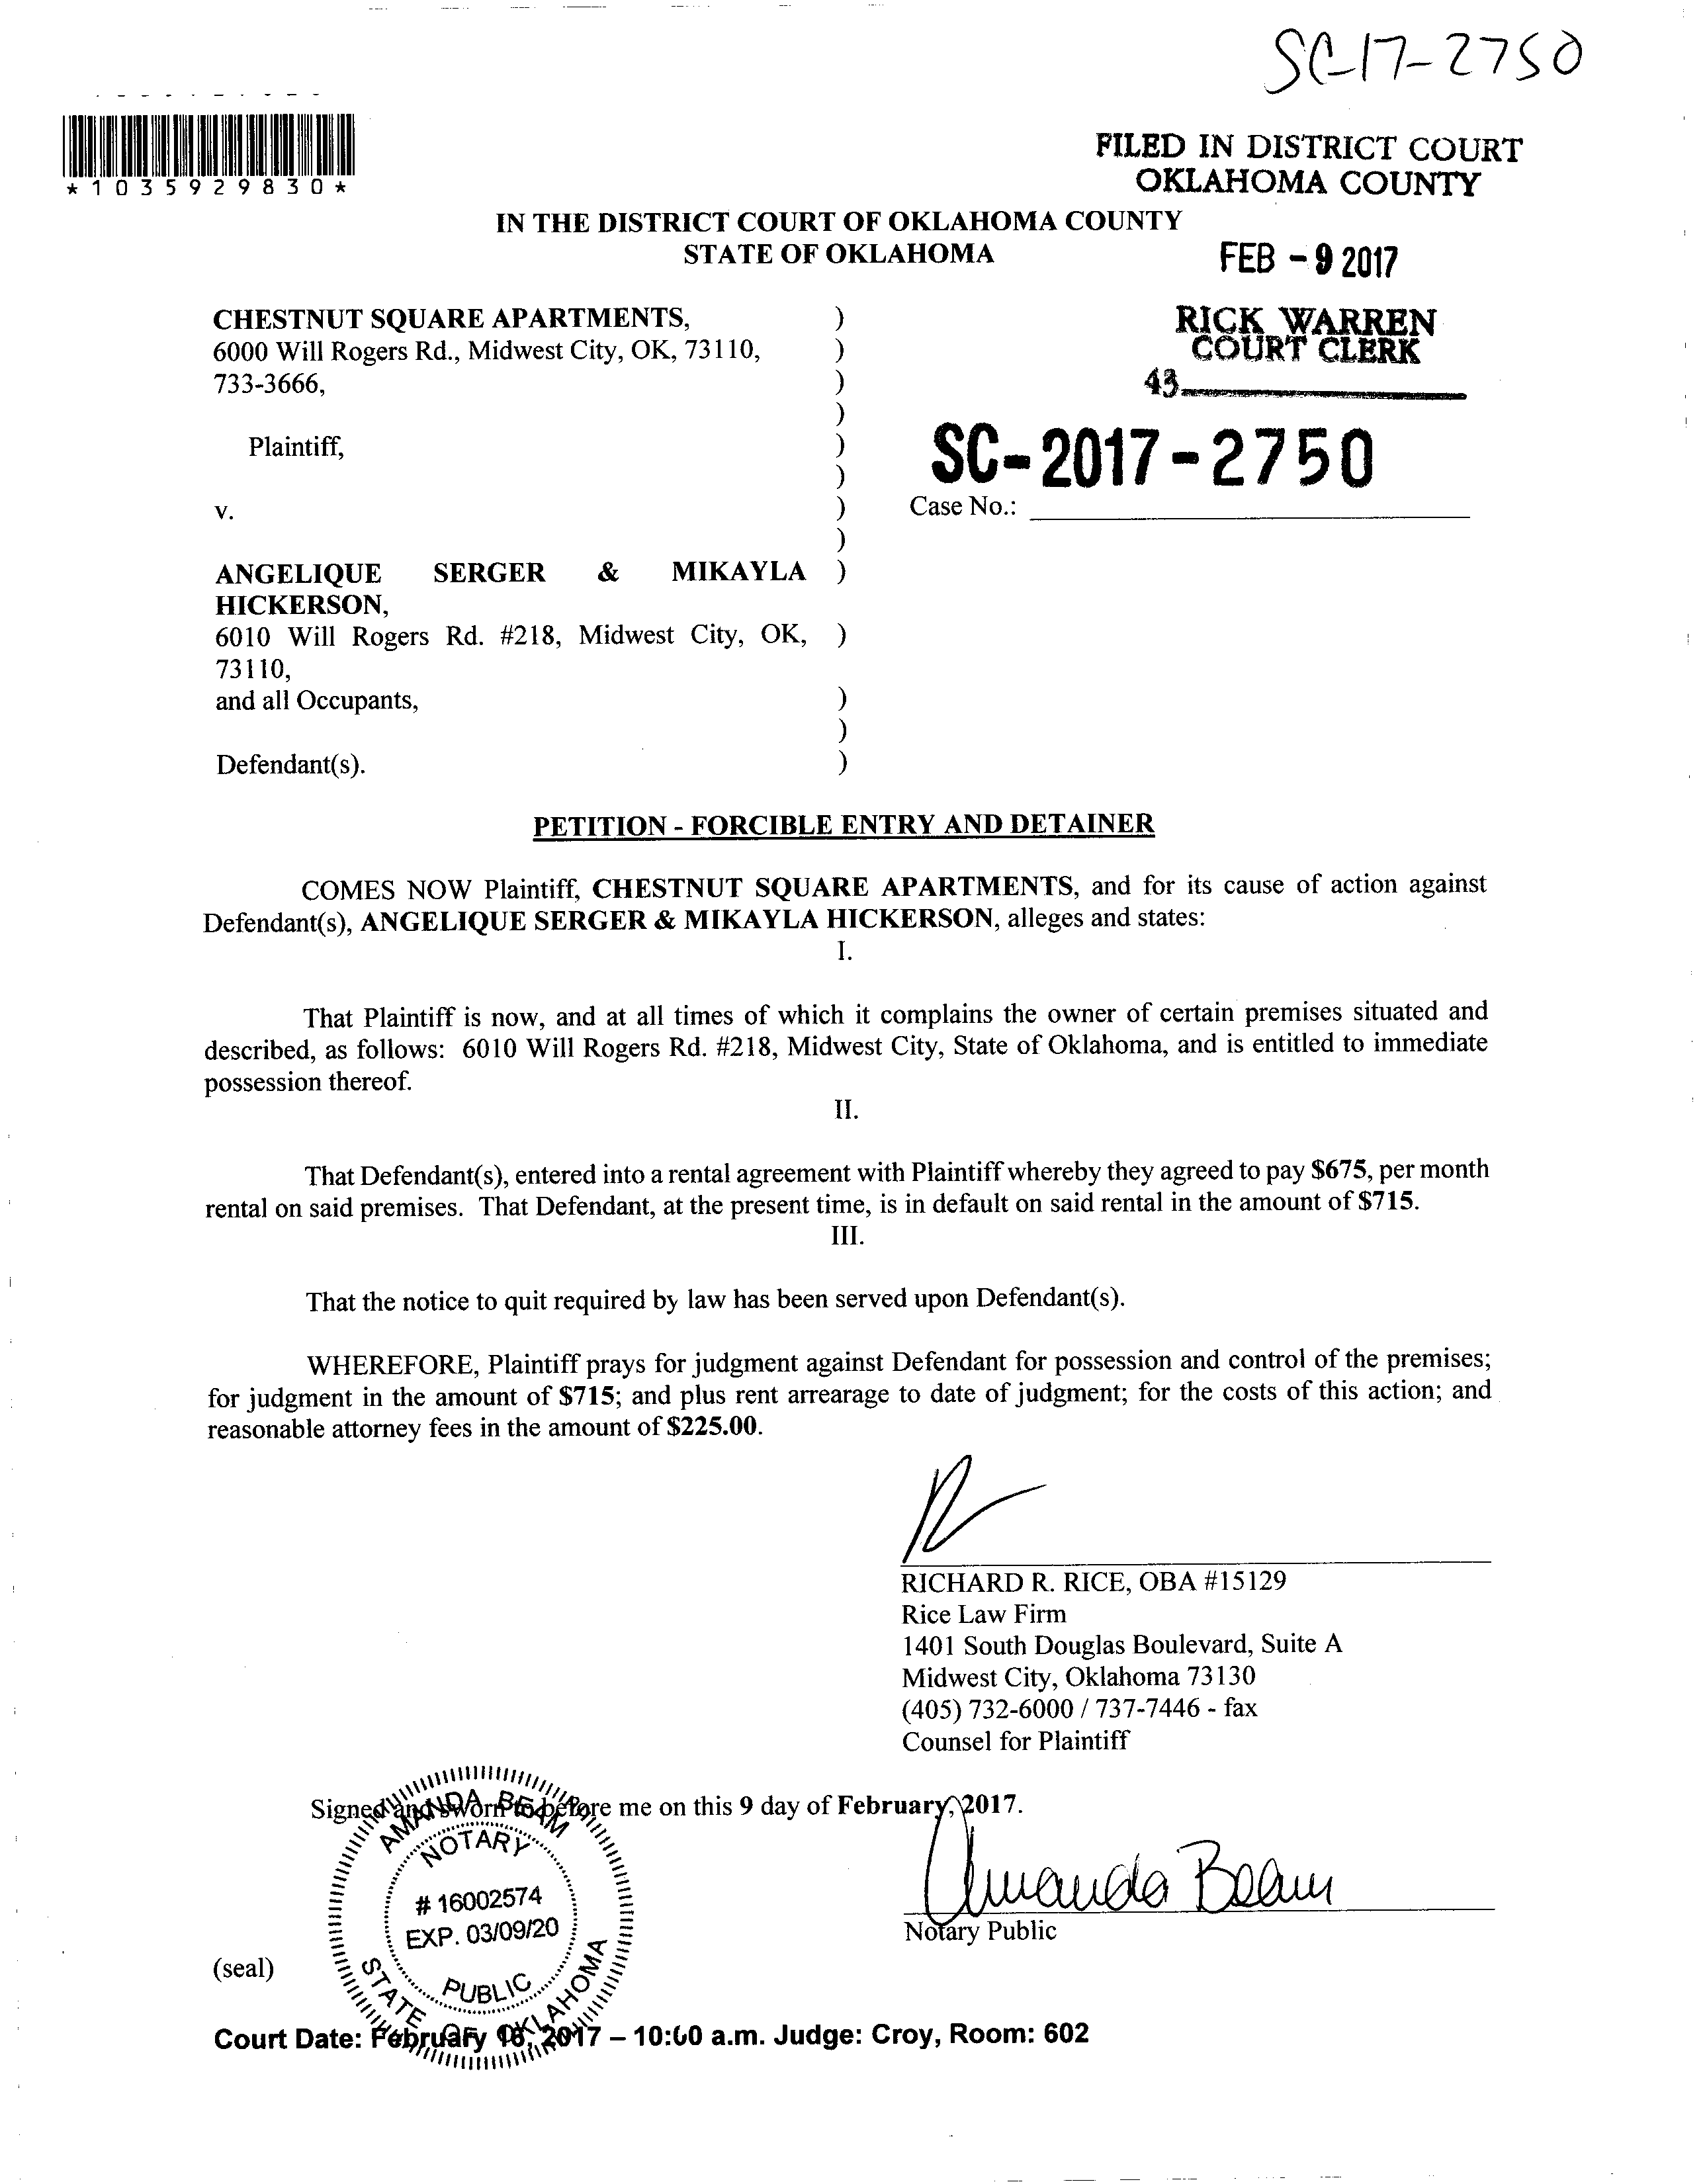 SC-17-2750
*1035929830*
FILED IN DISTRICT COURT
OKLAHOMA COUNTY
IN THE DISTRICT COURT OF OKLAHOMA COUNTY
STATE OF OKLAHOMA
FEB - 9 2017
CHESTNUT SQUARE APARTMENTS, )
6000 Will Rogers Rd., Midwest City, OK, 73110, )
733-3666, )
)
Plaintiff, )
)
v. )
)
RICK WARREN
COURT CLERK
43
SC-2017-2750
Case No.:
ANGELIQUE SERGER & MIKAYLA )
HICKERSON,
6010 Will Rogers Rd. #218, Midwest City, OK, )
73110,
and all Occupants, )
)
Defendant(s). )
PETITION - FORCIBLE ENTRY AND DETAINER
COMES NOW Plaintiff, CHESTNUT SQUARE APARTMENTS, and for its cause of action against
Defendant(s), ANGELIQUE SERGER & MIKAYLA HICKERSON, alleges and states:
I.
That Plaintiff is now, and at all times of which it complains the owner of certain premises situated and
described, as follows: 6010 Will Rogers Rd. #218, Midwest City, State of Oklahoma, and is entitled to immediate
possession thereof.
II.
That Defendant(s), entered into a rental agreement with Plaintiff whereby they agreed to pay $675, per month
rental on said premises. That Defendant, at the present time, is in default on said rental in the amount of $715.
III.
That the notice to quit required by law has been served upon Defendant(s).
WHEREFORE, Plaintiff prays for judgment against Defendant for possession and control of the premises;
for judgment in the amount of $715; and plus rent arrearage to date of judgment; for the costs of this action; and
reasonable attorney fees in the amount of $225.00.
RICHARD R. RICE, OBA #15129
Rice Law Firm
1401 South Douglas Boulevard, Suite A
Midwest City, Oklahoma 73130
(405) 732-6000 / 737-7446 - fax
Counsel for Plaintiff
Signed and sworn to before me on this 9 day of February, 2017.
Amanda Beam
Notary Public
AMANDA BEAM
NOTARY
# 16002574
EXP. 03/09/20
PUBLIC
STATE OF OKLAHOMA
(seal)
Court Date: February 16, 2017 – 10:00 a.m. Judge: Croy, Room: 602